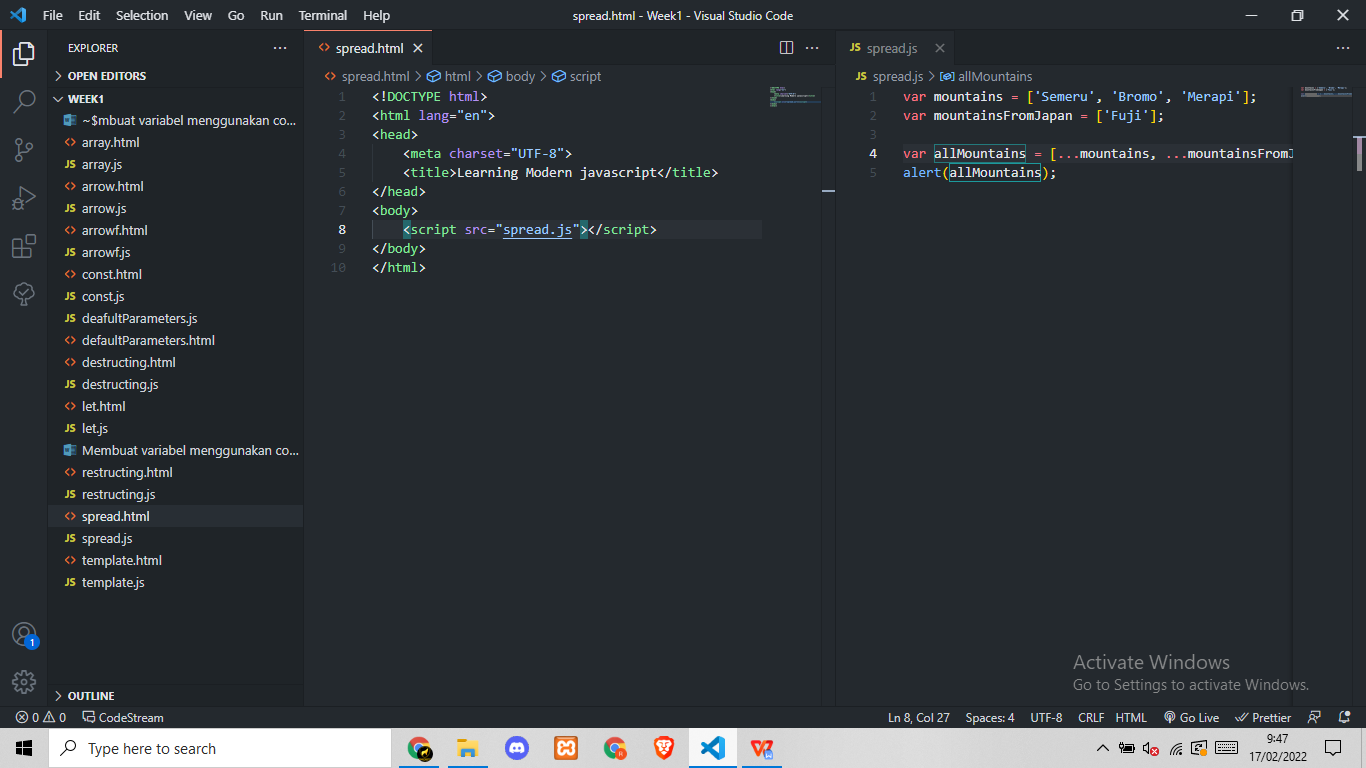 File Edit Selection View Go Run Terminal Help
spread.html - Week1 - Visual Studio Code
EXPLORER
OPEN EDITORS
WEEK1
~$mbuat variabel menggunakan co...
array.html
array.js
arrow.html
arrow.js
arrowf.html
arrowf.js
const.html
const.js
deafultParameters.js
defaultParameters.html
destructing.html
destructing.js
let.html
let.js
Membuat variabel menggunakan co...
restructing.html
restructing.js
spread.html
spread.js
template.html
template.js
OUTLINE
spread.html
spread.html > html > body > script
1 <!DOCTYPE html>
2 <html lang="en">
3 <head>
4 <meta charset="UTF-8">
5 <title>Learning Modern javascript</title>
6 </head>
7 <body>
8 <script src="spread.js"></script>
9 </body>
10 </html>
JS spread.js
JS spread.js > allMountains
1 var mountains = ['Semeru', 'Bromo', 'Merapi'];
2 var mountainsFromJapan = ['Fuji'];
3
4 var allMountains = [...mountains, ...mountainsFromJ
5 alert(allMountains);
Activate Windows
Go to Settings to activate Windows.
1
0 0 CodeStream
Ln 8, Col 27 Spaces: 4 UTF-8 CRLF HTML Go Live Prettier
Type here to search
9:47
17/02/2022